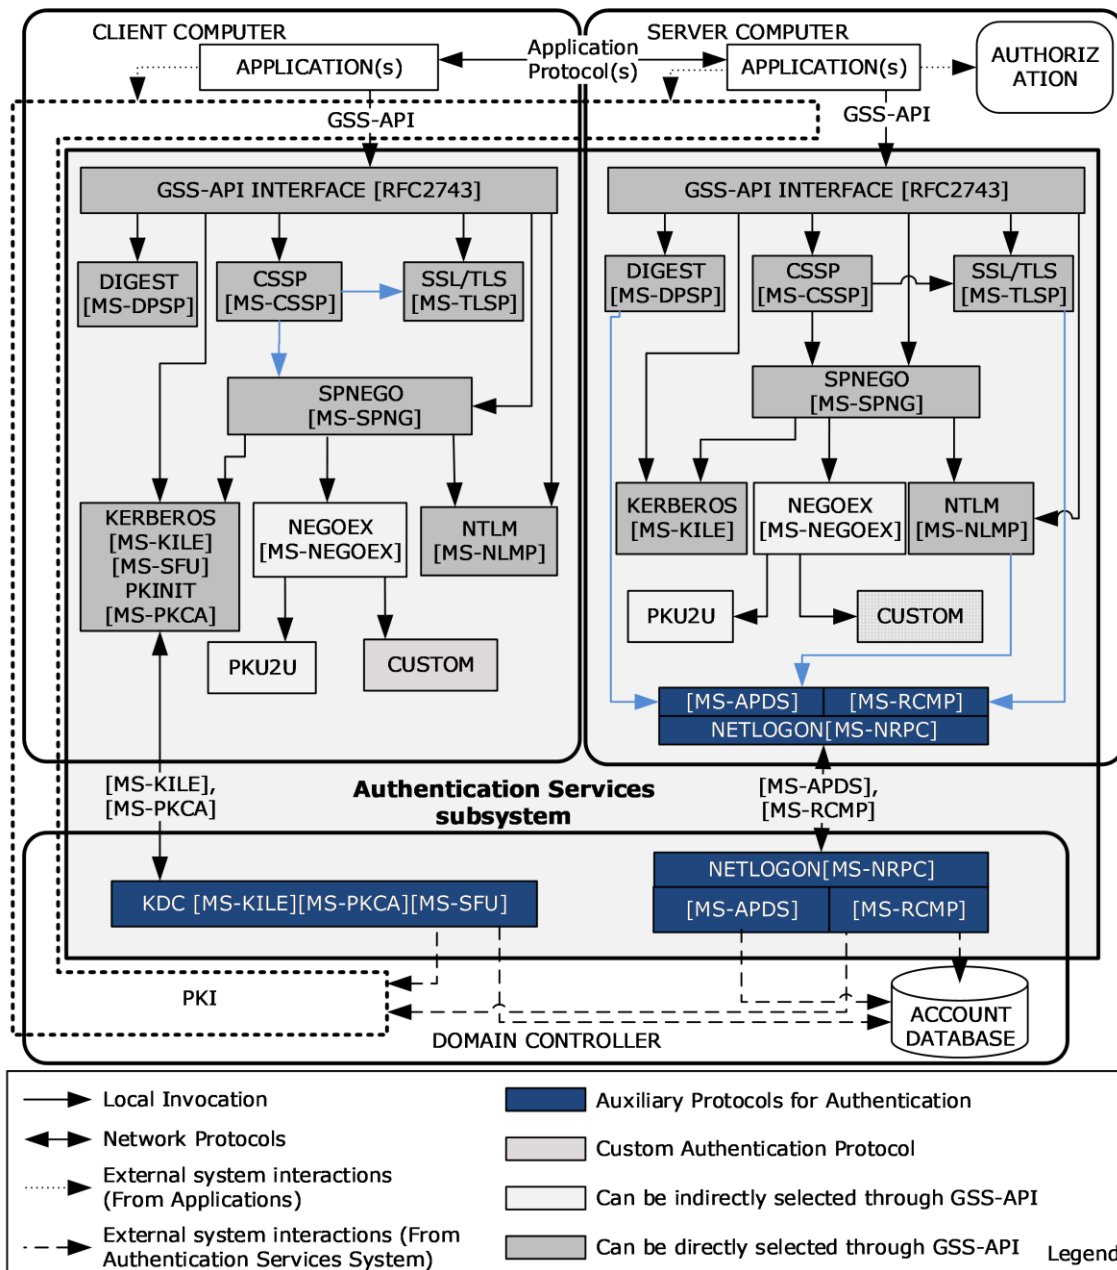 CLIENT COMPUTER
APPLICATION(s)
Application
Protocol(s)
SERVER COMPUTER
APPLICATION(s)
AUTHORIZ
ATION
GSS-API
GSS-API
GSS-API INTERFACE [RFC2743]
DIGEST
[MS-DPSP]
CSSP
[MS-CSSP]
SSL/TLS
[MS-TLSP]
SPNEGO
[MS-SPNG]
KERBEROS
[MS-KILE]
[MS-SFU]
PKINIT
[MS-PKCA]
NEGOEX
[MS-NEGOEX]
NTLM
[MS-NLMP]
PKU2U
CUSTOM
GSS-API INTERFACE [RFC2743]
DIGEST
[MS-DPSP]
CSSP
[MS-CSSP]
SSL/TLS
[MS-TLSP]
SPNEGO
[MS-SPNG]
KERBEROS
[MS-KILE]
NEGOEX
[MS-NEGOEX]
NTLM
[MS-NLMP]
PKU2U
CUSTOM
[MS-APDS]
[MS-RCMP]
NETLOGON[MS-NRPC]
[MS-KILE],
[MS-PKCA]
Authentication Services
subsystem
[MS-APDS],
[MS-RCMP]
KDC [MS-KILE][MS-PKCA][MS-SFU]
NETLOGON[MS-NRPC]
[MS-APDS]
[MS-RCMP]
PKI
DOMAIN CONTROLLER
ACCOUNT
DATABASE
Local Invocation
Network Protocols
External system interactions
(From Applications)
External system interactions (From
Authentication Services System)
Auxiliary Protocols for Authentication
Custom Authentication Protocol
Can be indirectly selected through GSS-API
Can be directly selected through GSS-API
Legend